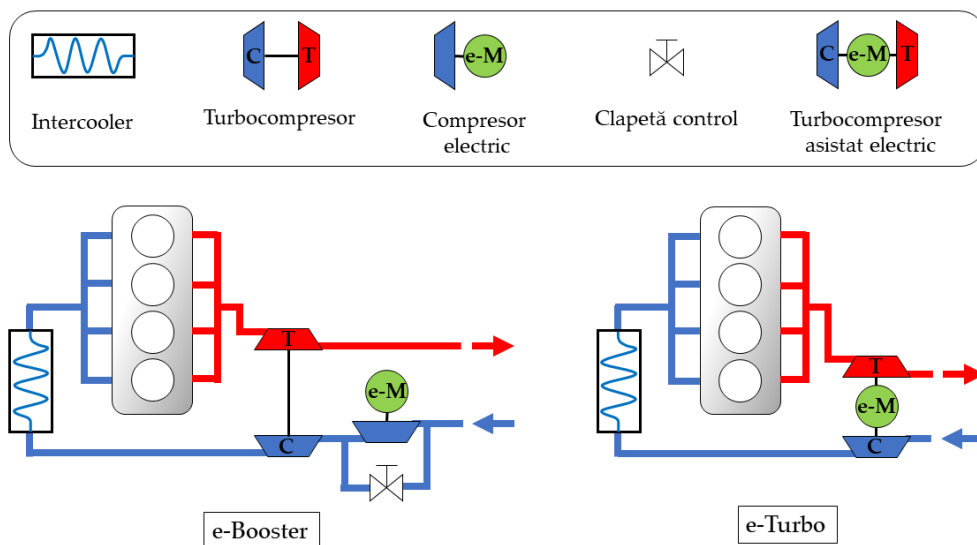 C T
e-M
C e-M T
Intercooler
Turbocompresor
Compresor
electric
Clapetă control
Turbocompresor
asistat electric
T
e-M
C
e-Booster
T
e-M
C
e-Turbo